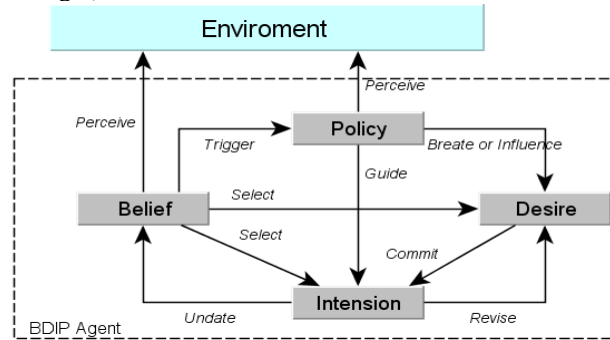 Enviroment
Perceive
Perceive
Policy
Trigger
Breate or Influence
Guide
Belief
Select
Desire
Select
Commit
Intension
Undate
Revise
BDIP Agent